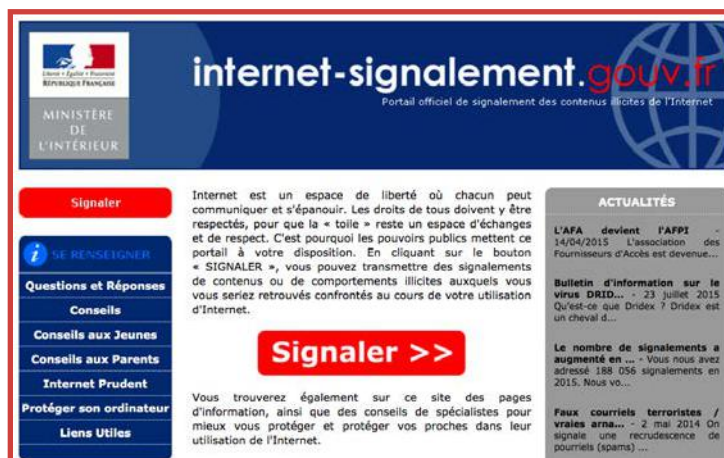 internet-signalement.gouv.fr
Portail officiel de signalement des contenus illicites de l'Internet
Liberté • Égalité • Fraternité
RÉPUBLIQUE FRANÇAISE
MINISTÈRE
DE
L'INTÉRIEUR
Signaler
SE RENSEIGNER
Questions et Réponses
Conseils
Conseils aux Jeunes
Conseils aux Parents
Internet Prudent
Protéger son ordinateur
Liens Utiles
Internet est un espace de liberté où chacun peut
communiquer et s'épanouir. Les droits de tous doivent y être
respectés, pour que la « toile » reste un espace d'échanges
et de respect. C'est pourquoi les pouvoirs publics mettent ce
portail à votre disposition. En cliquant sur le bouton
« SIGNALER », vous pouvez transmettre des signalements
de contenus ou de comportements illicites auxquels vous
vous seriez retrouvés confrontés au cours de votre utilisation
d'Internet.
Signaler >>
Vous trouverez également sur ce site des pages
d'information, ainsi que des conseils de spécialistes pour
mieux vous protéger et protéger vos proches dans leur
utilisation de l'Internet.
ACTUALITÉS
L'AFA devient l'AFPI -
14/04/2015 L'association des
Fournisseurs d'Accès est devenue...
Bulletin d'information sur le
virus DRID... - 23 juillet 2015
Qu'est-ce que Dridex ? Dridex est
un cheval d...
Le nombre de signalements a
augmenté en ... - Vous nous avez
adressé 188 056 signalements en
2015. Nous vo...
Faux courriels terroristes /
vraies arna... - 2 mai 2014 On
signale une recrudescence de
pourriels (spams) ...